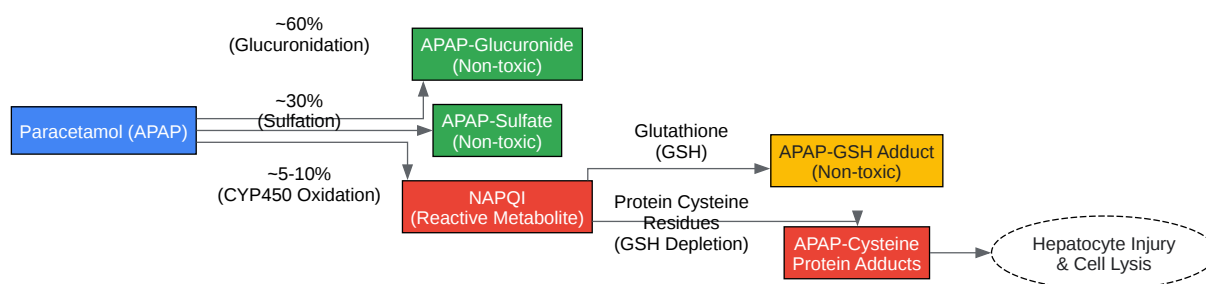 ~60%
(Glucuronidation)
APAP-Glucuronide
(Non-toxic)
Paracetamol (APAP)
~30%
(Sulfation)
APAP-Sulfate
(Non-toxic)
~5-10%
(CYP450 Oxidation)
NAPQI
(Reactive Metabolite)
Glutathione
(GSH)
APAP-GSH Adduct
(Non-toxic)
Protein Cysteine
Residues
(GSH Depletion)
APAP-Cysteine
Protein Adducts
Hepatocyte Injury
& Cell Lysis